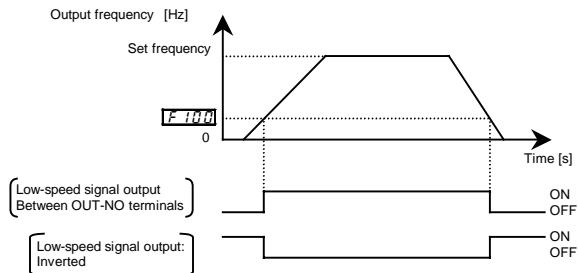 Output frequency [Hz]
Set frequency
F 100
0
Time [s]
Low-speed signal output
Between OUT-NO terminals
ON
OFF
Low-speed signal output:
Inverted
ON
OFF